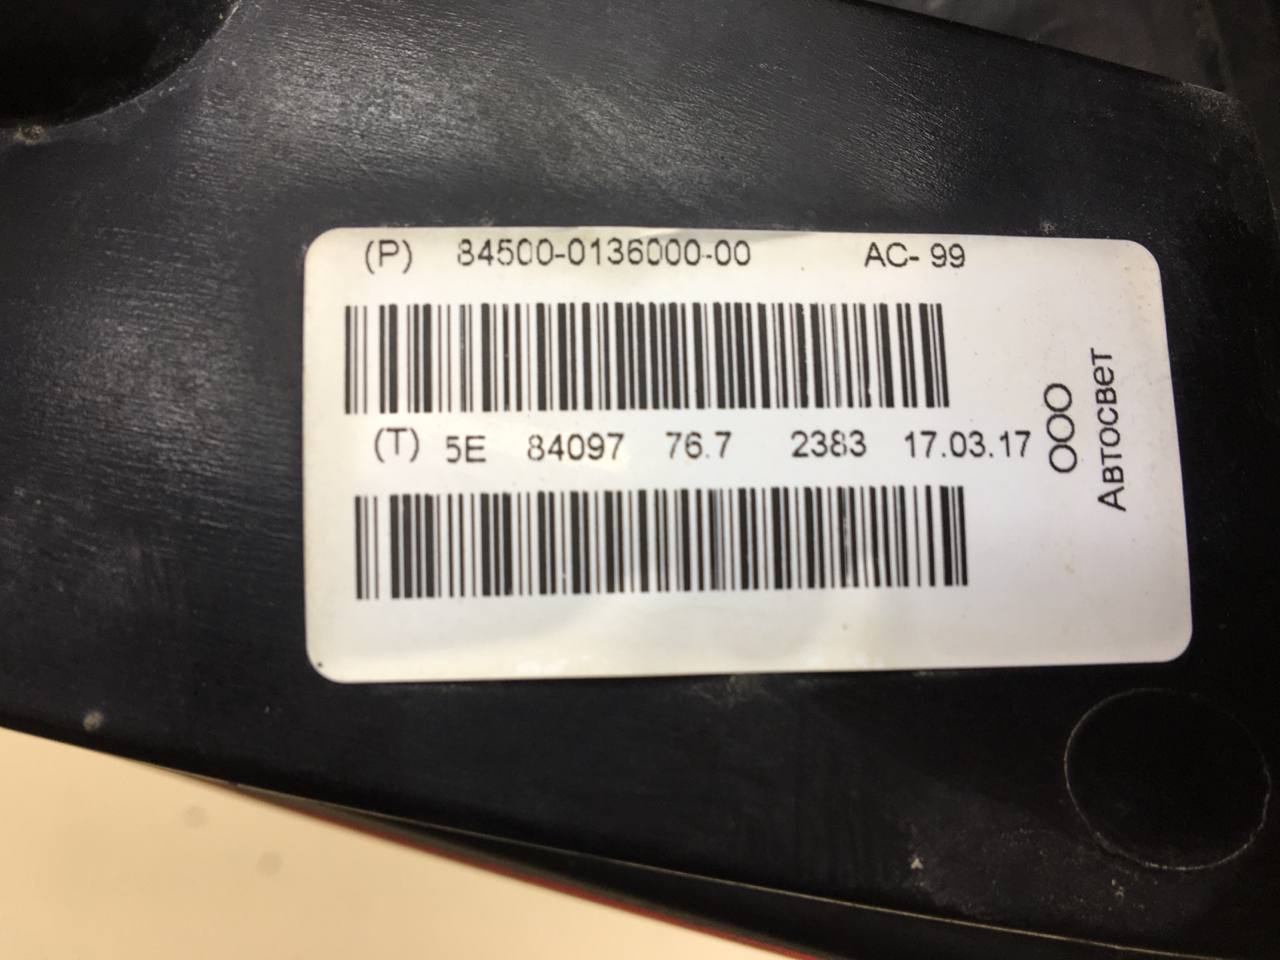 (P) 84500-0136000-00 AC- 99
(T) 5E 84097 76.7 2383 17.03.17
ООО
Автосвет